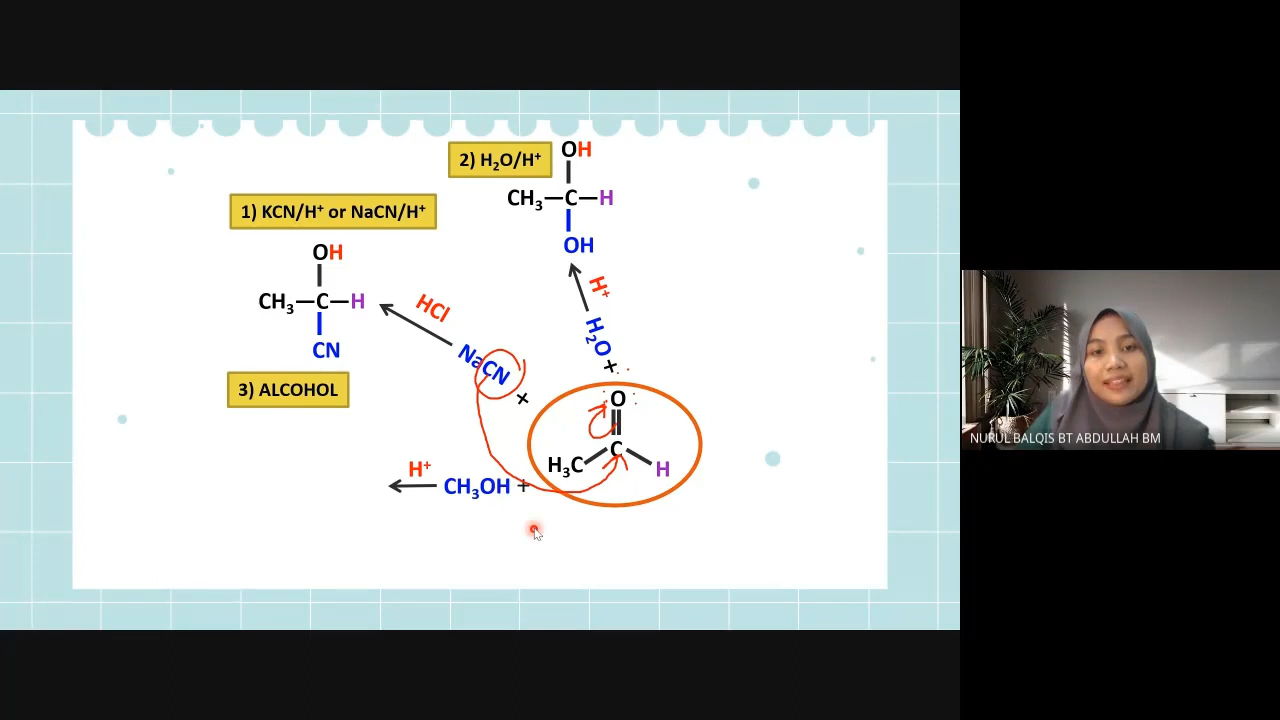 2) H₂O/H⁺
OH
CH₃—C—H
OH
1) KCN/H⁺ or NaCN/H⁺
OH
CH₃—C—H
CN
HCl
NaCN
+
H⁺
H₂O
+
3) ALCOHOL
O
C
H₃C
H
H⁺
CH₃OH +
NURUL BALQIS BT ABDULLAH BM